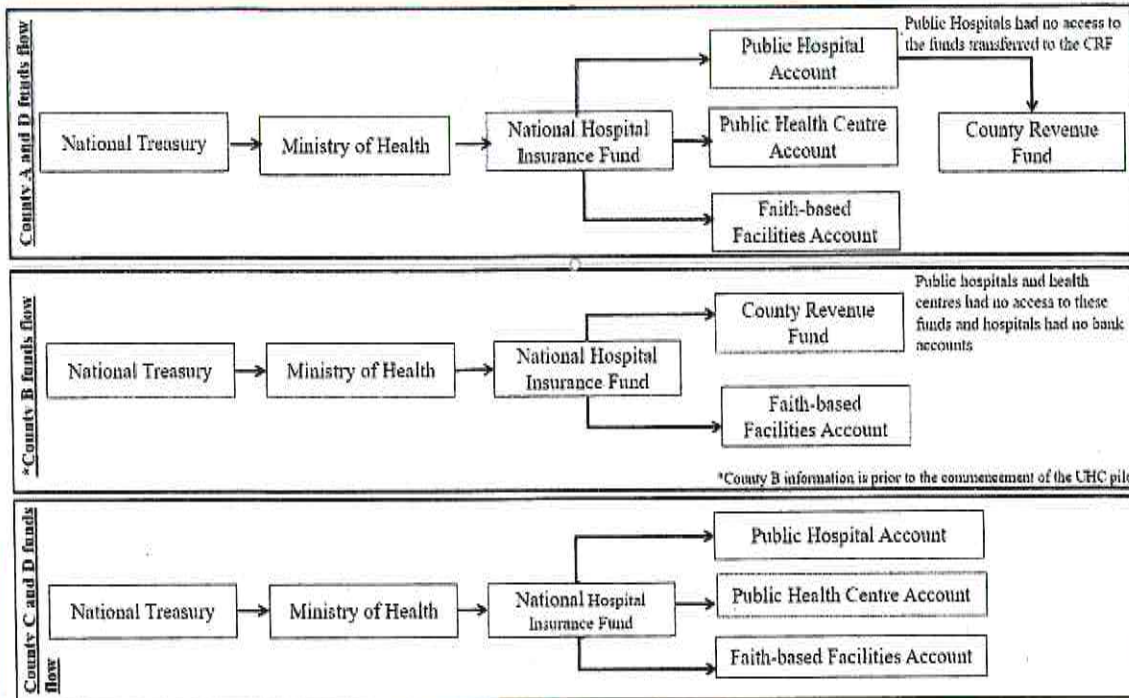 County A and D funds flow
National Treasury
Ministry of Health
National Hospital
Insurance Fund
Public Hospital
Account
Public Health Centre
Account
Faith-based
Facilities Account
Public Hospitals had no access to
the funds transferred to the CRF
County Revenue
Fund
*County B funds flow
National Treasury
Ministry of Health
National Hospital
Insurance Fund
County Revenue
Fund
Faith-based
Facilities Account
Public hospitals and health
centres had no access to these
funds and hospitals had no bank
accounts
*County B information is prior to the commencement of the UHC pilo
County C and D funds
flow
National Treasury
Ministry of Health
National Hospital
Insurance Fund
Public Hospital Account
Public Health Centre Account
Faith-based Facilities Account